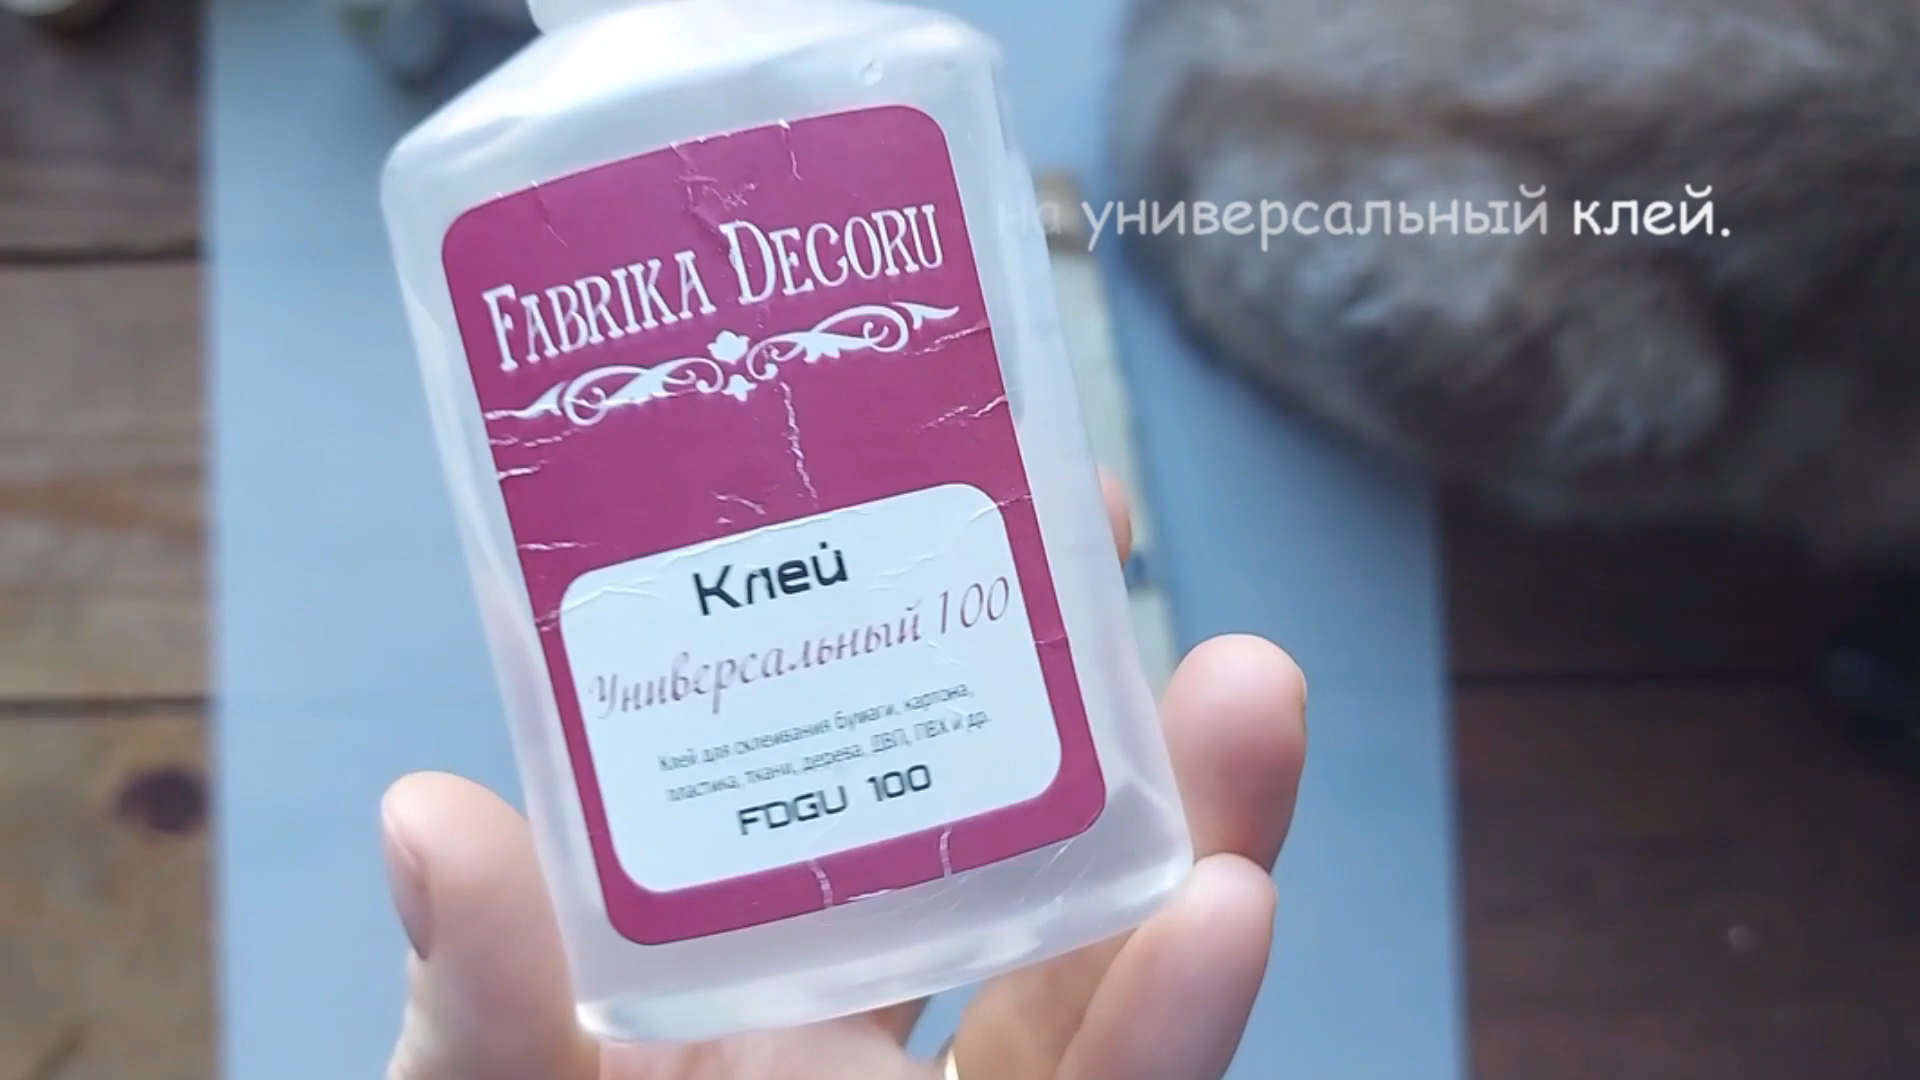 FABRIKA DECORU
на универсальный клей.
Клей
Универсальный 100
Клей для склеивания бумаги, картона,
пластика, ткани, дерева, ДВП, ПВХ и др.
FDGU 100